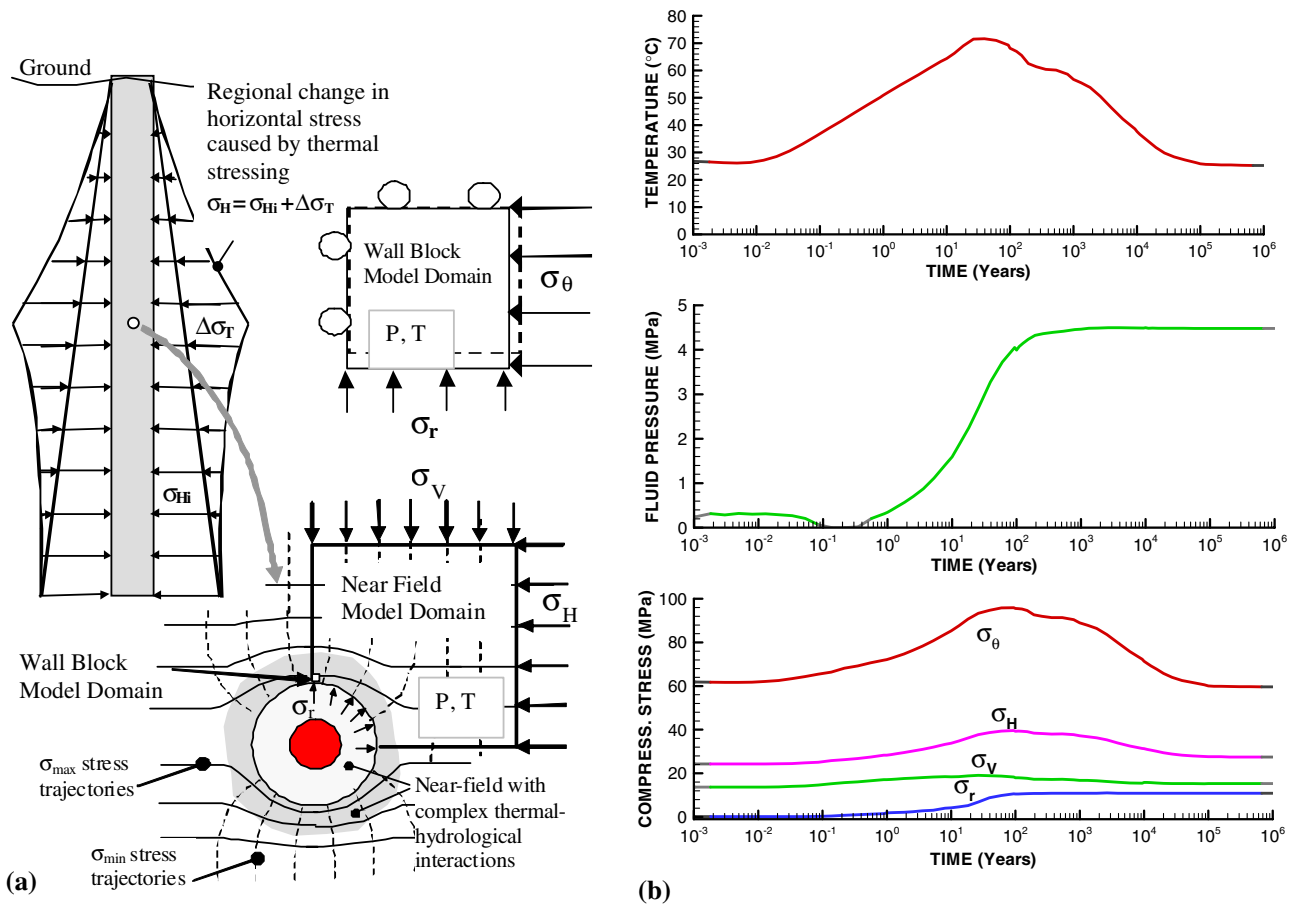 Ground
Regional change in
horizontal stress
caused by thermal
stressing
σH = σHi + ΔσT
Wall Block
Model Domain
P, T
σθ
σr
ΔσT
σHi
σV
Near Field
Model Domain
σH
Wall Block
Model Domain
P, T
σr
σmax stress
trajectories
Near-field with
complex thermal-
hydrological
interactions
σmin stress
trajectories
(a)
80
70
60
50
40
30
20
10
0
TEMPERATURE (°C)
10⁻³ 10⁻² 10⁻¹ 10⁰ 10¹ 10² 10³ 10⁴ 10⁵ 10⁶
TIME (Years)
5
4
3
2
1
0
FLUID PRESSURE (MPa)
10⁻³ 10⁻² 10⁻¹ 10⁰ 10¹ 10² 10³ 10⁴ 10⁵ 10⁶
TIME (Years)
100
80
60
40
20
0
COMPRESS. STRESS (MPa)
σθ
σH
σV
σr
10⁻³ 10⁻² 10⁻¹ 10⁰ 10¹ 10² 10³ 10⁴ 10⁵ 10⁶
TIME (Years)
(b)